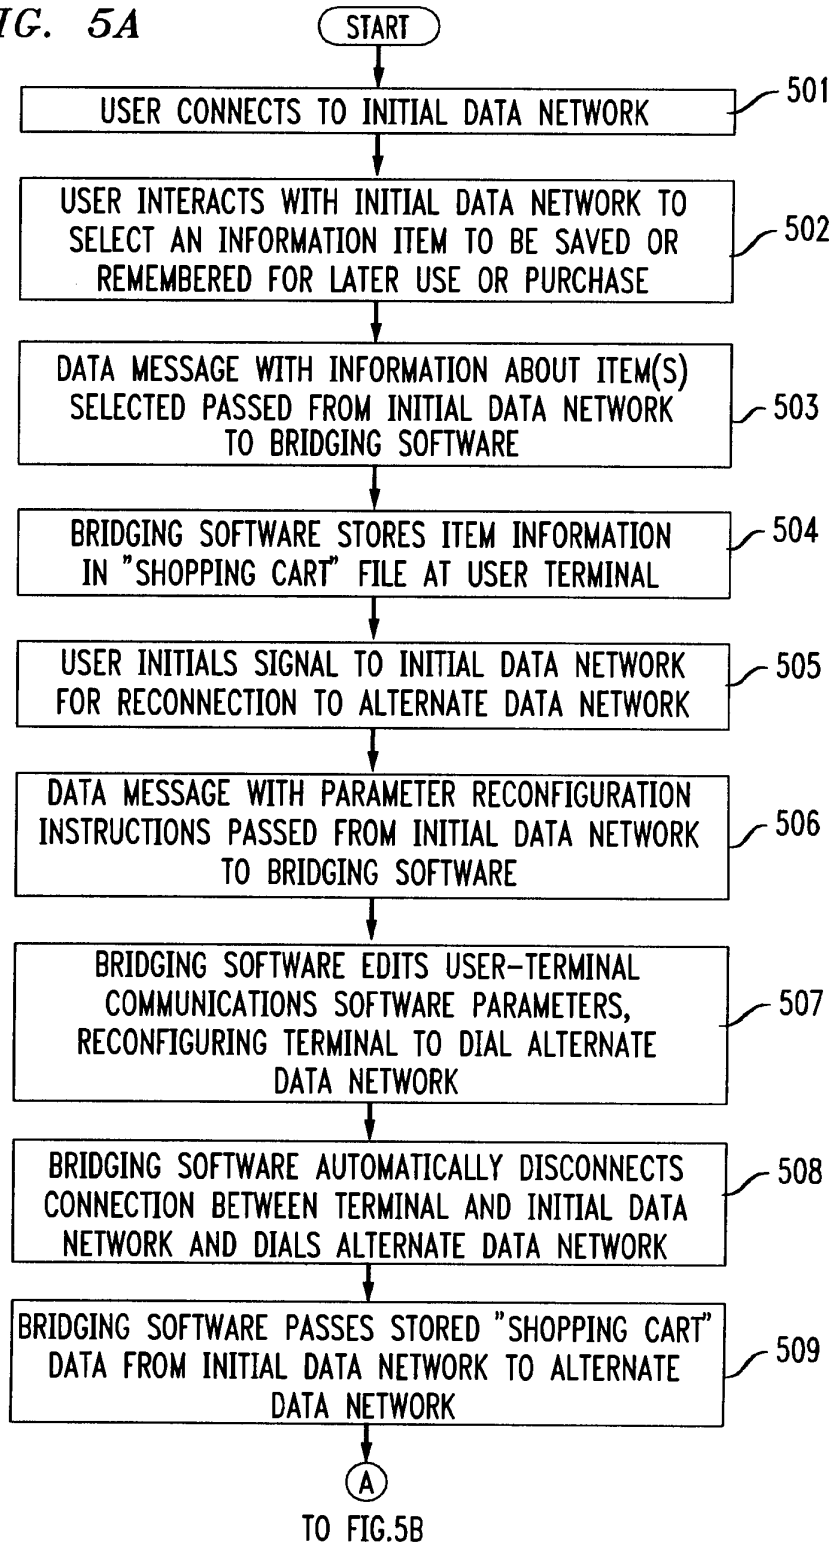 IG. 5A
START
USER CONNECTS TO INITIAL DATA NETWORK
501
USER INTERACTS WITH INITIAL DATA NETWORK TO
SELECT AN INFORMATION ITEM TO BE SAVED OR
REMEMBERED FOR LATER USE OR PURCHASE
502
DATA MESSAGE WITH INFORMATION ABOUT ITEM(S)
SELECTED PASSED FROM INITIAL DATA NETWORK
TO BRIDGING SOFTWARE
503
BRIDGING SOFTWARE STORES ITEM INFORMATION
IN "SHOPPING CART" FILE AT USER TERMINAL
504
USER INITIALS SIGNAL TO INITIAL DATA NETWORK
FOR RECONNECTION TO ALTERNATE DATA NETWORK
505
DATA MESSAGE WITH PARAMETER RECONFIGURATION
INSTRUCTIONS PASSED FROM INITIAL DATA NETWORK
TO BRIDGING SOFTWARE
506
BRIDGING SOFTWARE EDITS USER-TERMINAL
COMMUNICATIONS SOFTWARE PARAMETERS,
RECONFIGURING TERMINAL TO DIAL ALTERNATE
DATA NETWORK
507
BRIDGING SOFTWARE AUTOMATICALLY DISCONNECTS
CONNECTION BETWEEN TERMINAL AND INITIAL DATA
NETWORK AND DIALS ALTERNATE DATA NETWORK
508
BRIDGING SOFTWARE PASSES STORED "SHOPPING CART"
DATA FROM INITIAL DATA NETWORK TO ALTERNATE
DATA NETWORK
509
A
TO FIG.5B